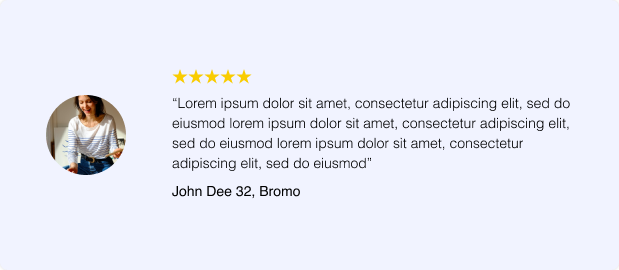 “Lorem ipsum dolor sit amet, consectetur adipiscing elit, sed do
eiusmod lorem ipsum dolor sit amet, consectetur adipiscing elit,
sed do eiusmod lorem ipsum dolor sit amet, consectetur
adipiscing elit, sed do eiusmod”
John Dee 32, Bromo